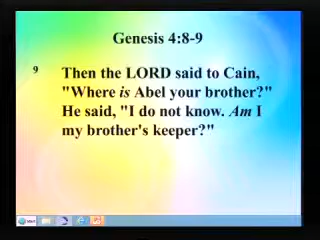 Genesis 4:8-9
9 Then the LORD said to Cain,
"Where is Abel your brother?"
He said, "I do not know. Am I
my brother's keeper?"